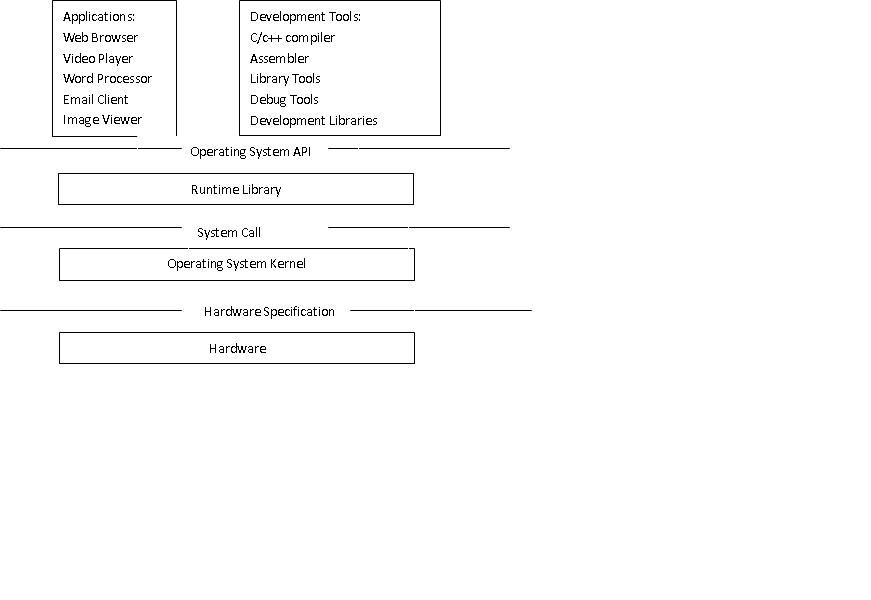 Applications:
Web Browser
Video Player
Word Processor
Email Client
Image Viewer
Development Tools:
C/c++ compiler
Assembler
Library Tools
Debug Tools
Development Libraries
Operating System API
Runtime Library
System Call
Operating System Kernel
Hardware Specification
Hardware